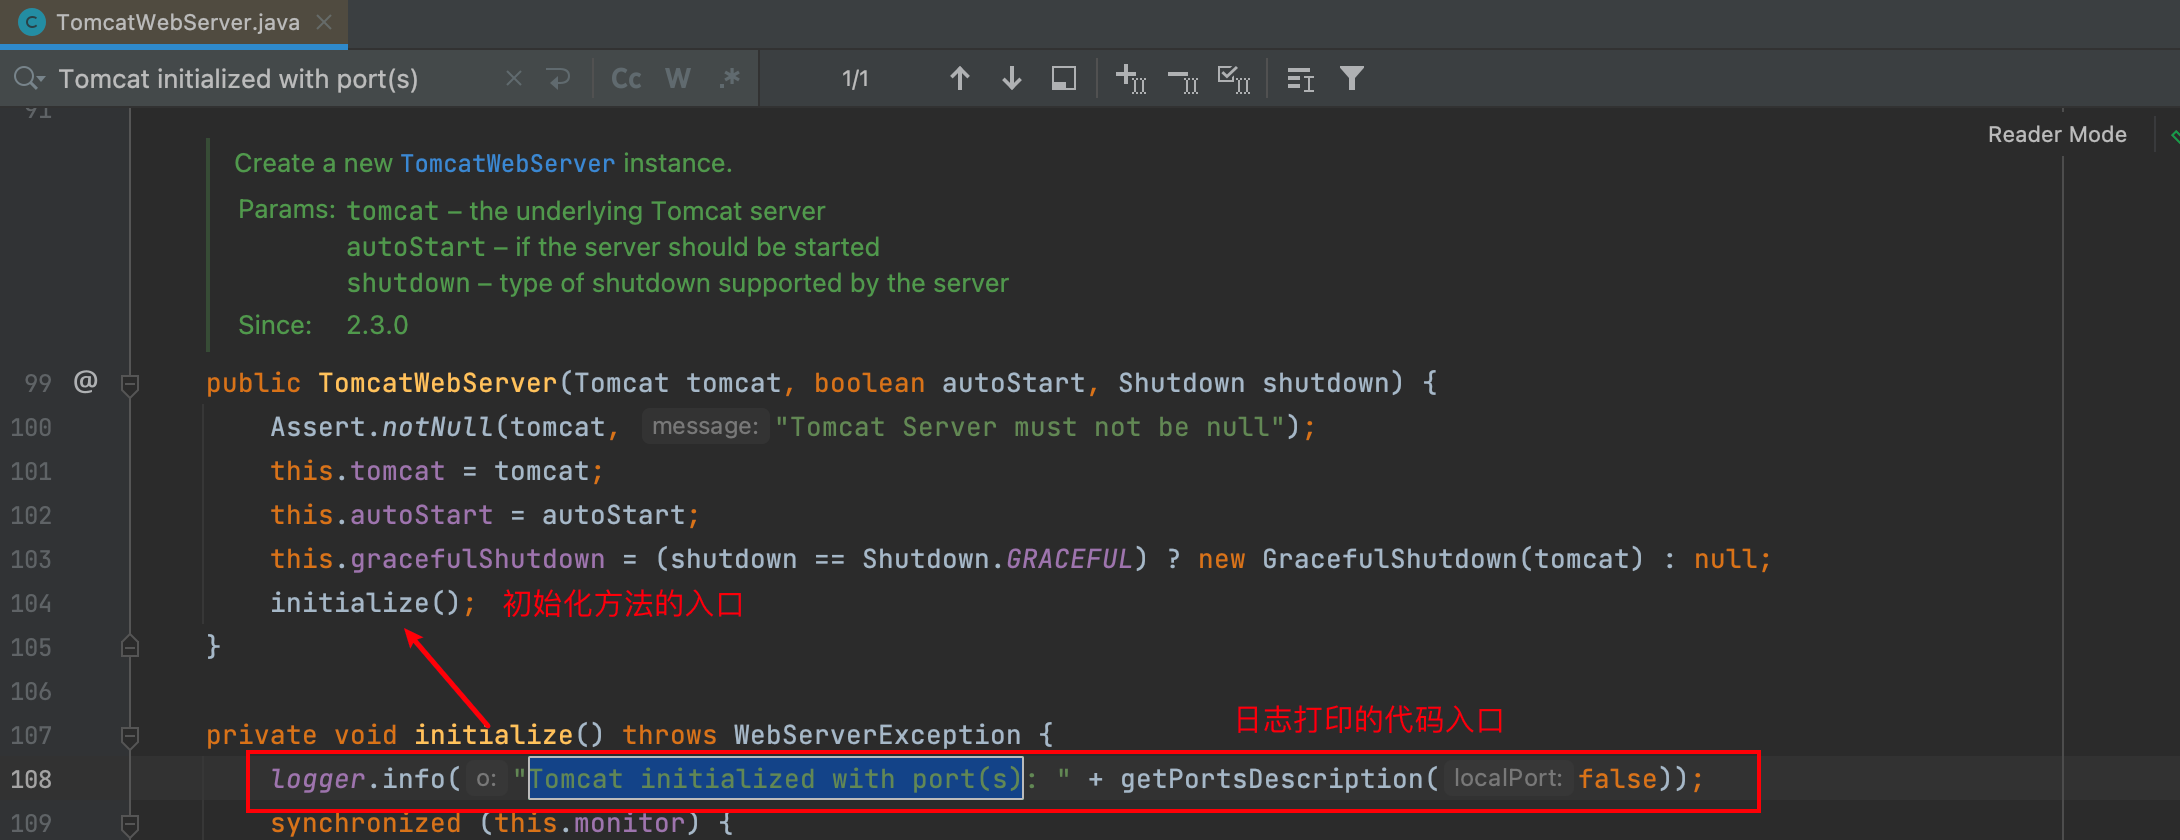 TomcatWebServer.java
Tomcat initialized with port(s)
Cc W .* 1/1
91
Reader Mode
Create a new TomcatWebServer instance.
Params: tomcat – the underlying Tomcat server
autoStart – if the server should be started
shutdown – type of shutdown supported by the server
Since: 2.3.0
99 @ public TomcatWebServer(Tomcat tomcat, boolean autoStart, Shutdown shutdown) {
100 Assert.notNull(tomcat, message: "Tomcat Server must not be null");
101 this.tomcat = tomcat;
102 this.autoStart = autoStart;
103 this.gracefulShutdown = (shutdown == Shutdown.GRACEFUL) ? new GracefulShutdown(tomcat) : null;
104 initialize(); 初始化方法的入口
105 }
106
日志打印的代码入口
107 private void initialize() throws WebServerException {
108 logger.info( o: "Tomcat initialized with port(s): " + getPortsDescription( localPort: false));
109 synchronized (this.monitor) {